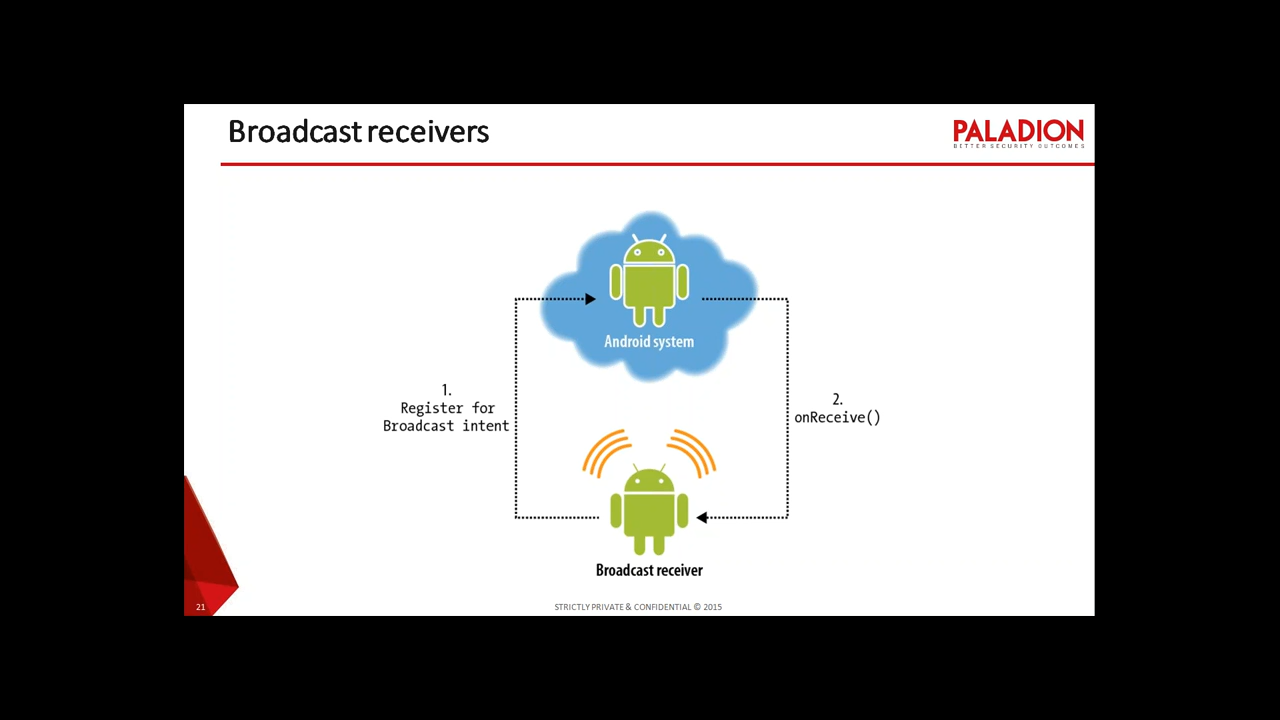 Broadcast receivers
PALADION
BETTER SECURITY OUTCOMES
Android system
1.
Register for
Broadcast intent
2.
onReceive()
Broadcast receiver
21
STRICTLY PRIVATE & CONFIDENTIAL © 2015